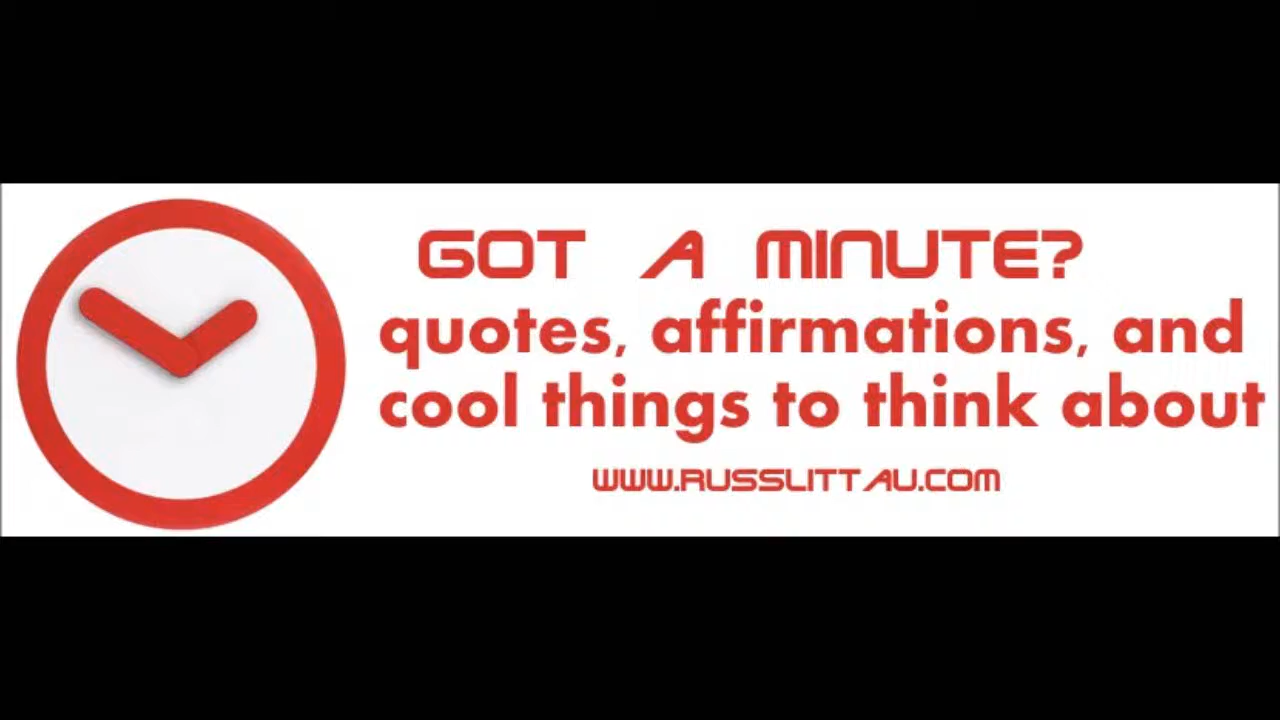 GOT A MINUTE?
quotes, affirmations, and
cool things to think about
WWW.RUSSLITTAU.COM